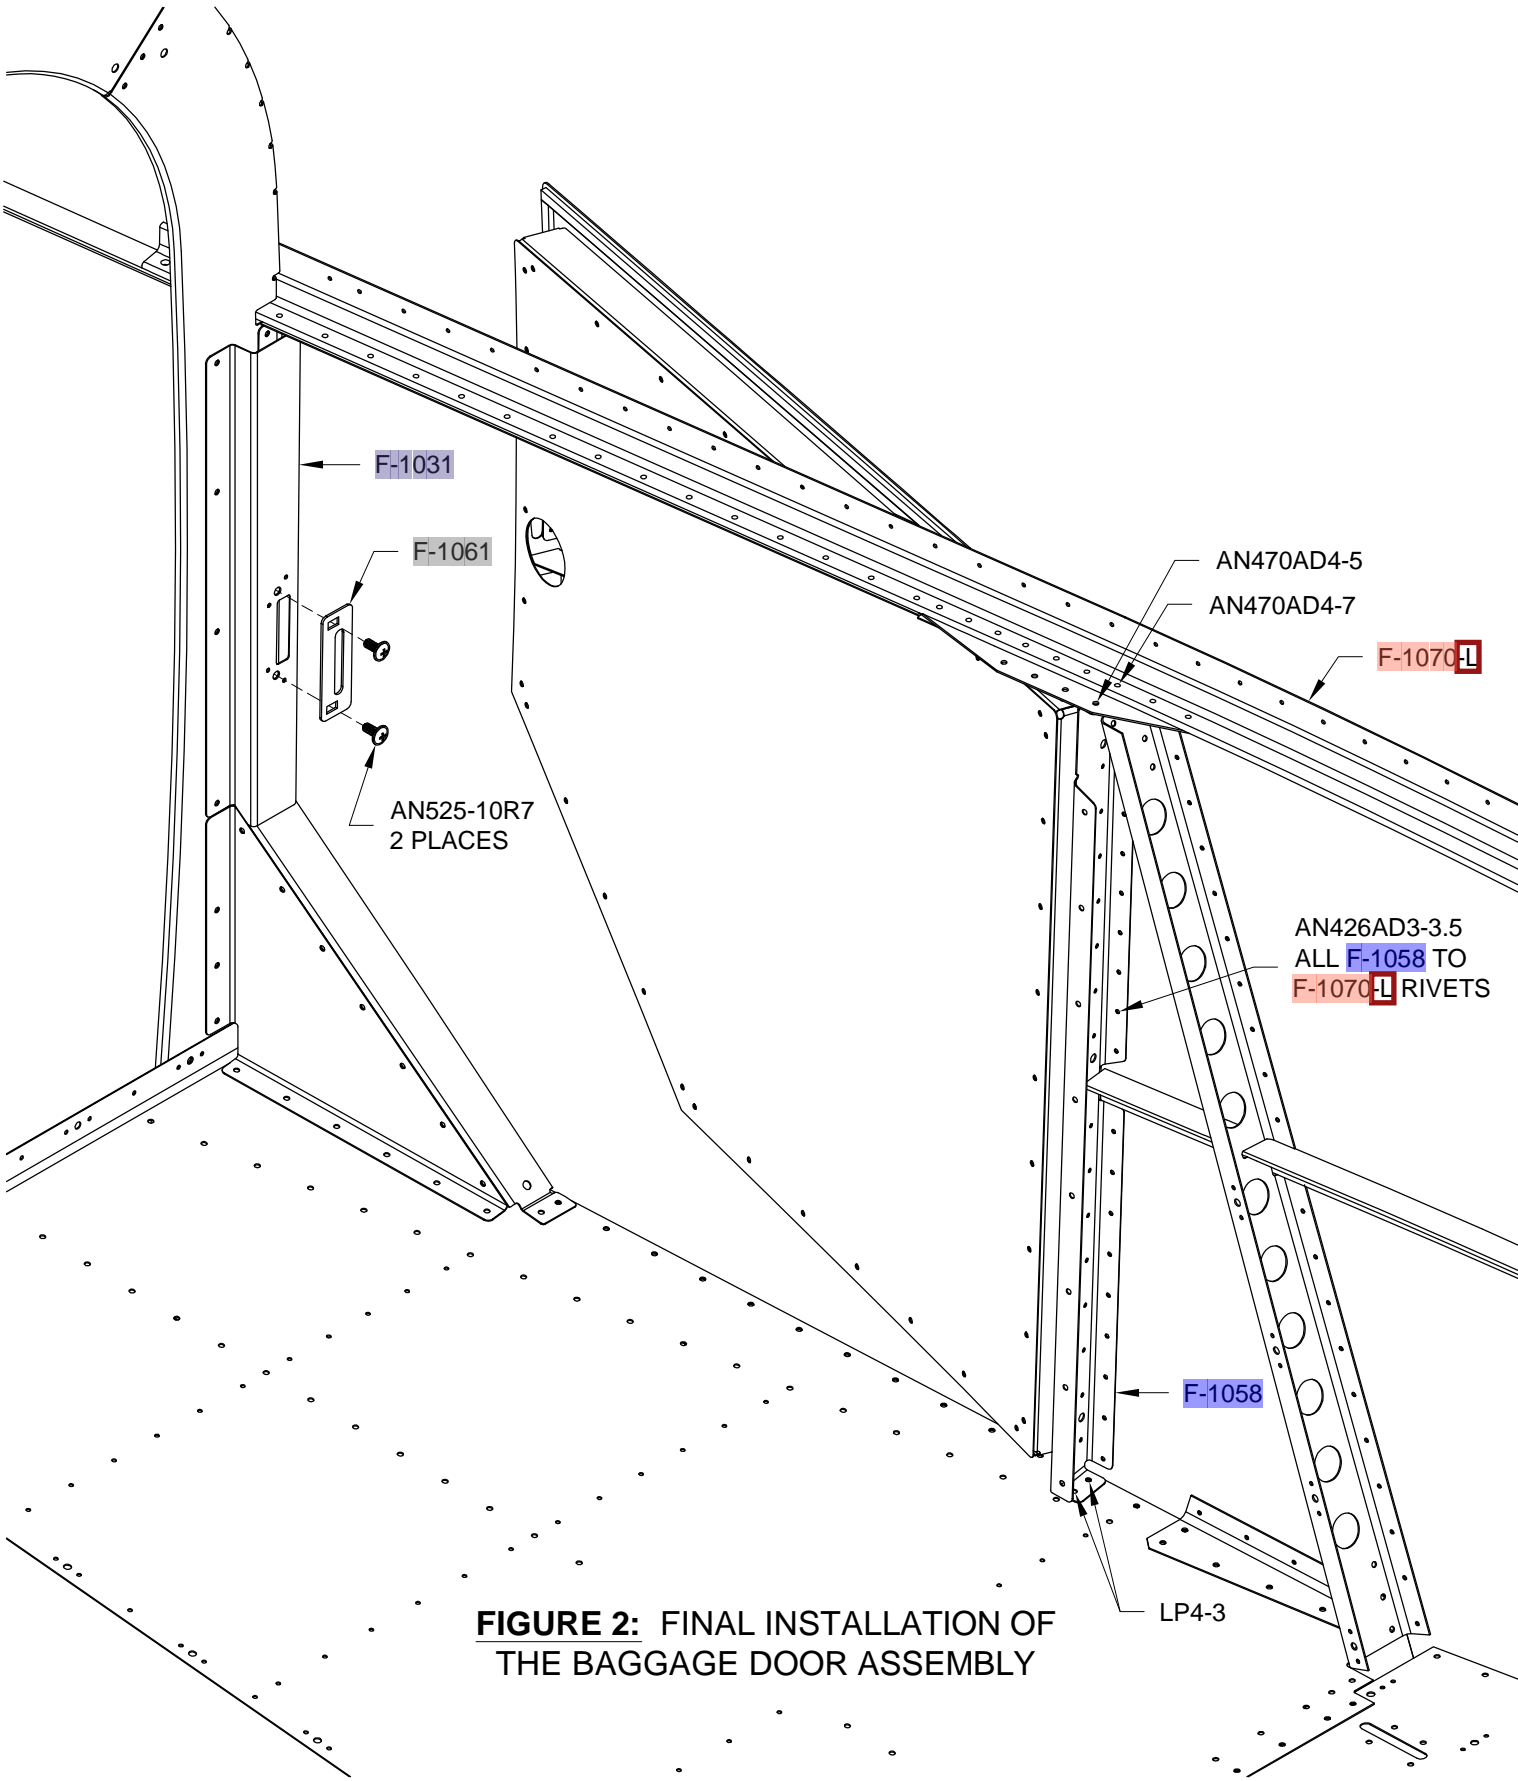 F-1031
F-1061
AN470AD4-5
AN470AD4-7
F-1070-L
AN525-10R7
2 PLACES
AN426AD3-3.5
ALL F-1058 TO
F-1070-L RIVETS
F-1058
LP4-3
FIGURE 2: FINAL INSTALLATION OF
THE BAGGAGE DOOR ASSEMBLY